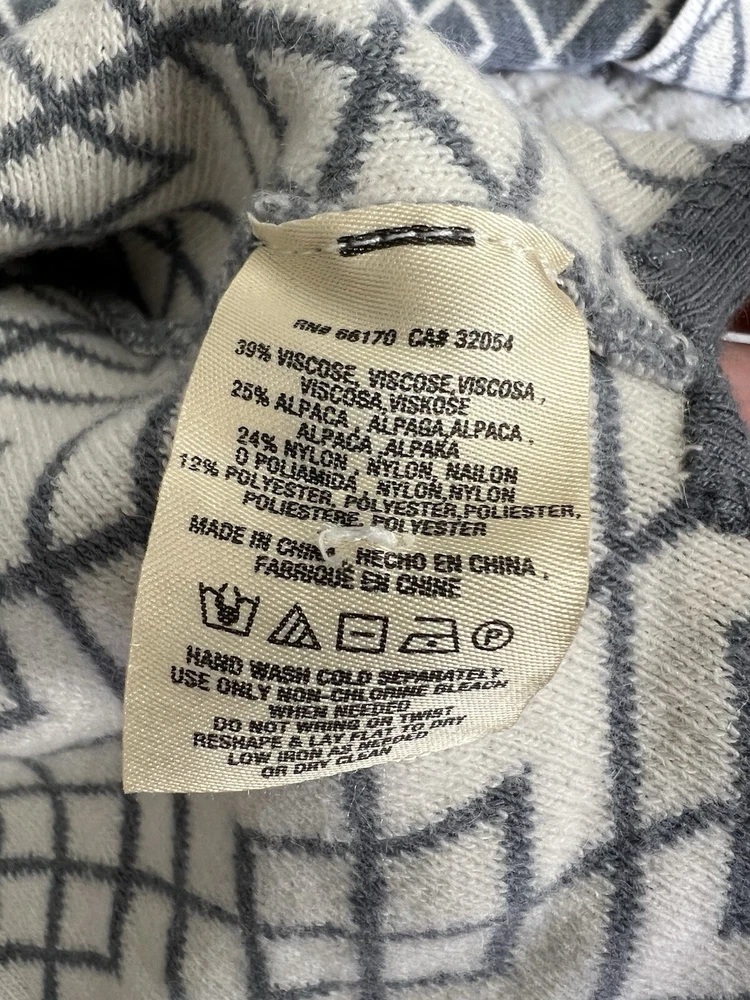 RN# 66170 CA# 32054
39% VISCOSE, VISCOSE,VISCOSA,
VISCOSA,VISKOSE
25% ALPACA, ALPAGA,ALPACA,
ALPACA,ALPAKA
24% NYLON, NYLON, NAILON
O POLIAMIDA, NYLON,NYLON
12% POLYESTER, POLYESTER,POLIESTER,
POLIESTERE, POLYESTER
MADE IN CHINA, HECHO EN CHINA,
FABRIQUÉ EN CHINE
P
HAND WASH COLD SEPARATELY
USE ONLY NON-CHLORINE BLEACH
WHEN NEEDED
DO NOT WRING OR TWIST
RESHAPE & LAY FLAT TO DRY
LOW IRON AS NEEDED
OR DRY CLEAN